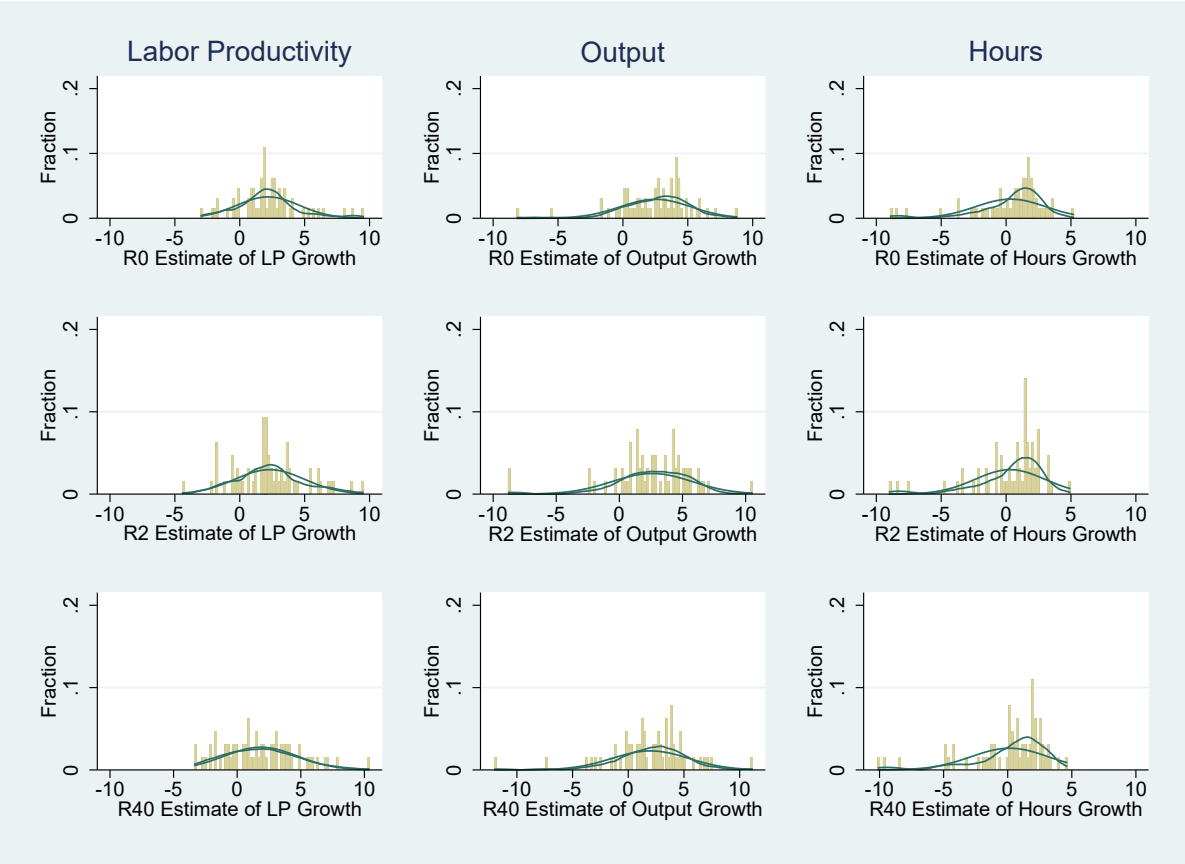 Labor Productivity Output Hours
Fraction
0 .1 .2
-10 -5 0 5 10
R0 Estimate of LP Growth
Fraction
0 .1 .2
-10 -5 0 5 10
R0 Estimate of Output Growth
Fraction
0 .1 .2
-10 -5 0 5 10
R0 Estimate of Hours Growth
Fraction
0 .1 .2
-10 -5 0 5 10
R2 Estimate of LP Growth
Fraction
0 .1 .2
-10 -5 0 5 10
R2 Estimate of Output Growth
Fraction
0 .1 .2
-10 -5 0 5 10
R2 Estimate of Hours Growth
Fraction
0 .1 .2
-10 -5 0 5 10
R40 Estimate of LP Growth
Fraction
0 .1 .2
-10 -5 0 5 10
R40 Estimate of Output Growth
Fraction
0 .1 .2
-10 -5 0 5 10
R40 Estimate of Hours Growth